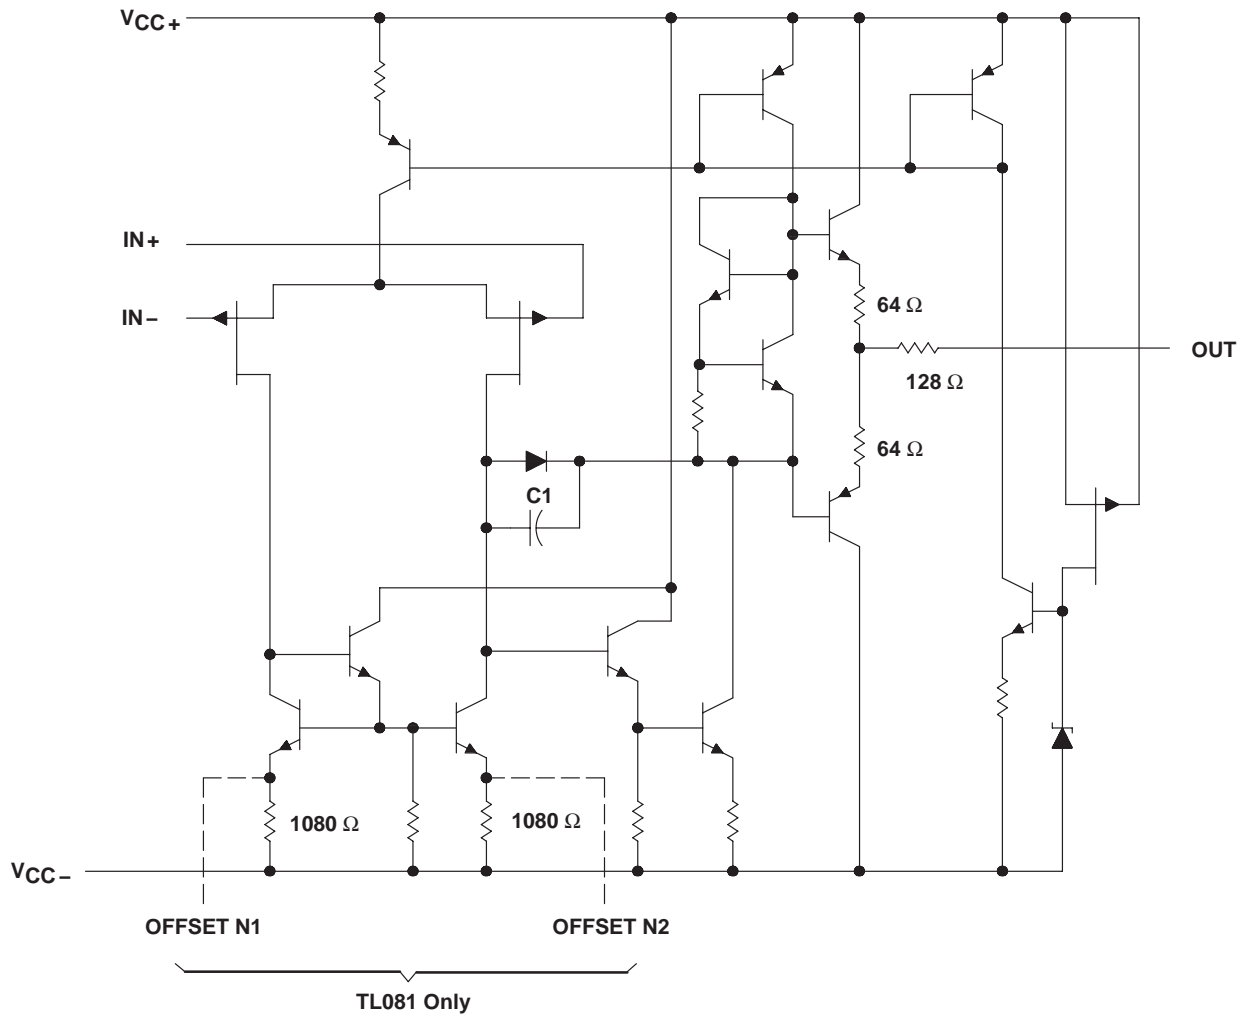 VCC+
IN+
IN−
64 Ω
OUT
128 Ω
64 Ω
C1
1080 Ω
1080 Ω
VCC−
OFFSET N1
OFFSET N2
TL081 Only